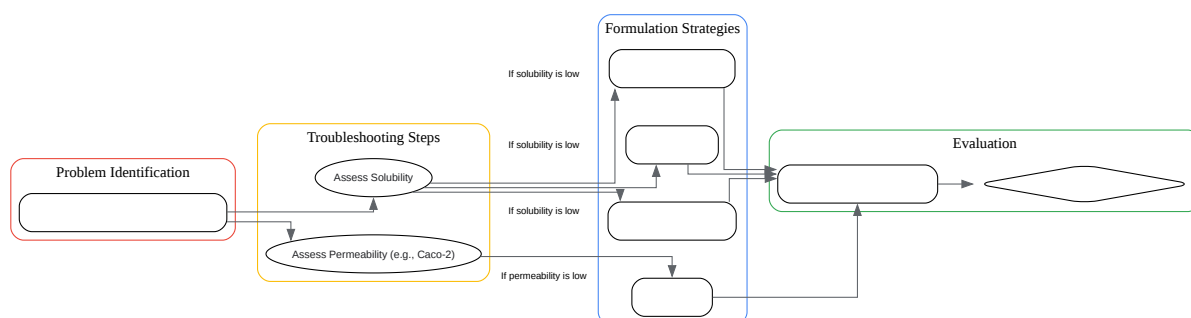 Problem Identification
Troubleshooting Steps
Assess Solubility
Assess Permeability (e.g., Caco-2)
If solubility is low
If solubility is low
If solubility is low
If permeability is low
Formulation Strategies
Evaluation